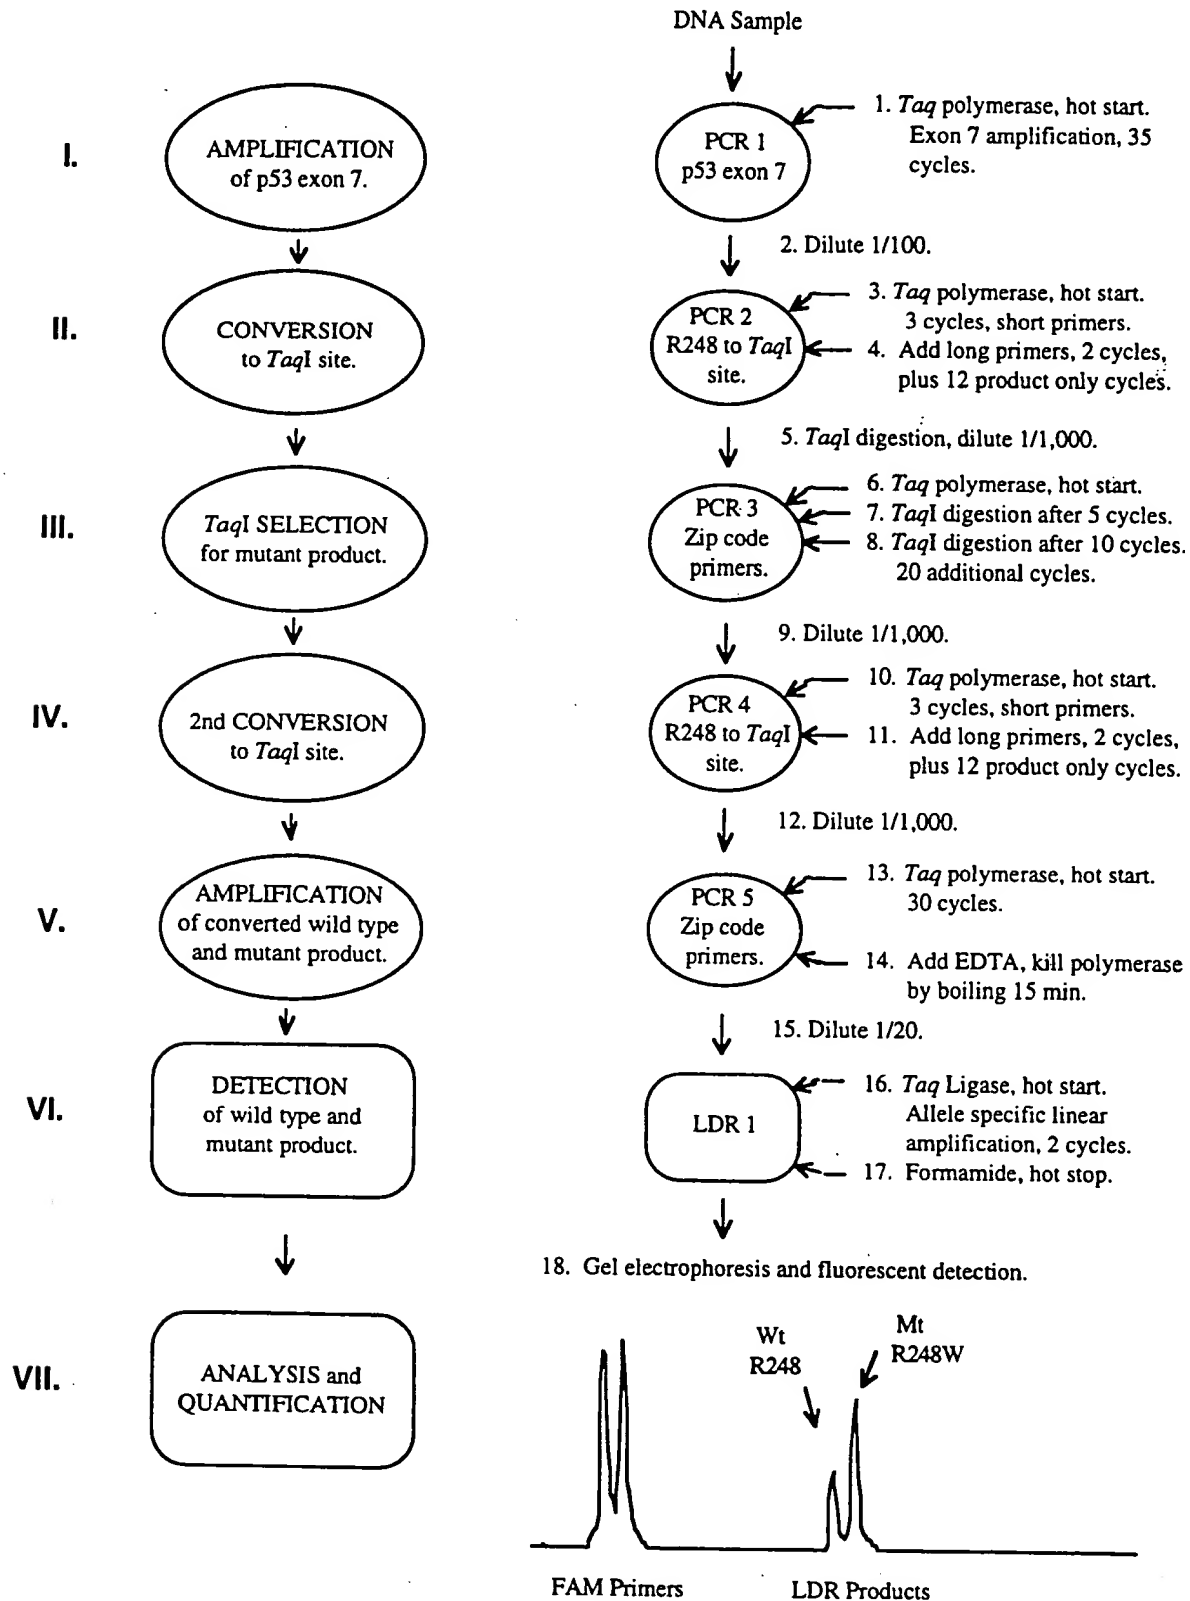 DNA Sample
I.
AMPLIFICATION
of p53 exon 7.
PCR 1
p53 exon 7
1. Taq polymerase, hot start.
Exon 7 amplification, 35
cycles.
2. Dilute 1/100.
II.
CONVERSION
to TaqI site.
PCR 2
R248 to TaqI
site.
3. Taq polymerase, hot start.
3 cycles, short primers.
4. Add long primers, 2 cycles,
plus 12 product only cycles.
5. TaqI digestion, dilute 1/1,000.
III.
TaqI SELECTION
for mutant product.
PCR 3
Zip code
primers.
6. Taq polymerase, hot start.
7. TaqI digestion after 5 cycles.
8. TaqI digestion after 10 cycles.
20 additional cycles.
9. Dilute 1/1,000.
IV.
2nd CONVERSION
to TaqI site.
PCR 4
R248 to TaqI
site.
10. Taq polymerase, hot start.
3 cycles, short primers.
11. Add long primers, 2 cycles,
plus 12 product only cycles.
12. Dilute 1/1,000.
V.
AMPLIFICATION
of converted wild type
and mutant product.
PCR 5
Zip code
primers.
13. Taq polymerase, hot start.
30 cycles.
14. Add EDTA, kill polymerase
by boiling 15 min.
15. Dilute 1/20.
VI.
DETECTION
of wild type and
mutant product.
LDR 1
16. Taq Ligase, hot start.
Allele specific linear
amplification, 2 cycles.
17. Formamide, hot stop.
18. Gel electrophoresis and fluorescent detection.
VII.
ANALYSIS and
QUANTIFICATION
Wt
R248
Mt
R248W
FAM Primers
LDR Products